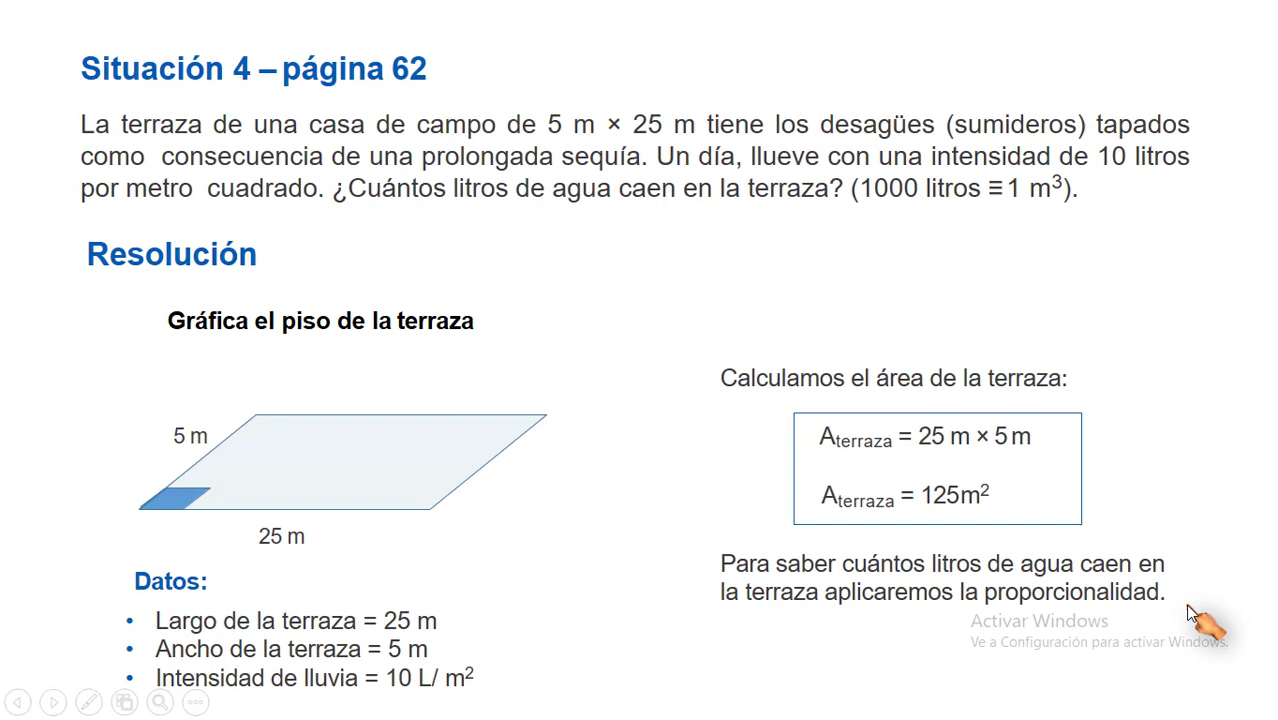 Situación 4 – página 62
La terraza de una casa de campo de 5 m × 25 m tiene los desagües (sumideros) tapados
como consecuencia de una prolongada sequía. Un día, llueve con una intensidad de 10 litros
por metro cuadrado. ¿Cuántos litros de agua caen en la terraza? (1000 litros ≡ 1 m³).
Resolución
Gráfica el piso de la terraza
5 m
25 m
Datos:
• Largo de la terraza = 25 m
• Ancho de la terraza = 5 m
• Intensidad de lluvia = 10 L/ m²
Calculamos el área de la terraza:
Aterraza = 25 m × 5 m
Aterraza = 125m²
Para saber cuántos litros de agua caen en
la terraza aplicaremos la proporcionalidad.
Activar Windows
Ve a Configuración para activar Windows.